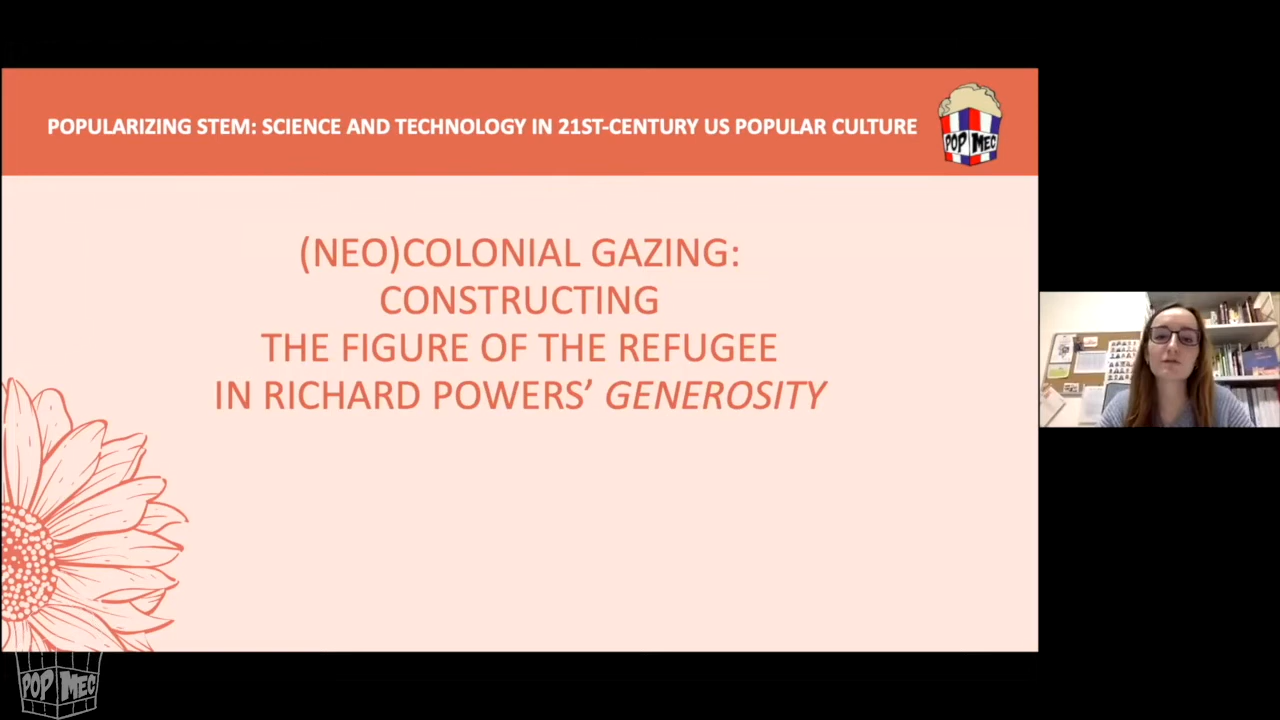 POPULARIZING STEM: SCIENCE AND TECHNOLOGY IN 21ST-CENTURY US POPULAR CULTURE
POP MEC
(NEO)COLONIAL GAZING:
CONSTRUCTING
THE FIGURE OF THE REFUGEE
IN RICHARD POWERS’ GENEROSITY
POP MEC